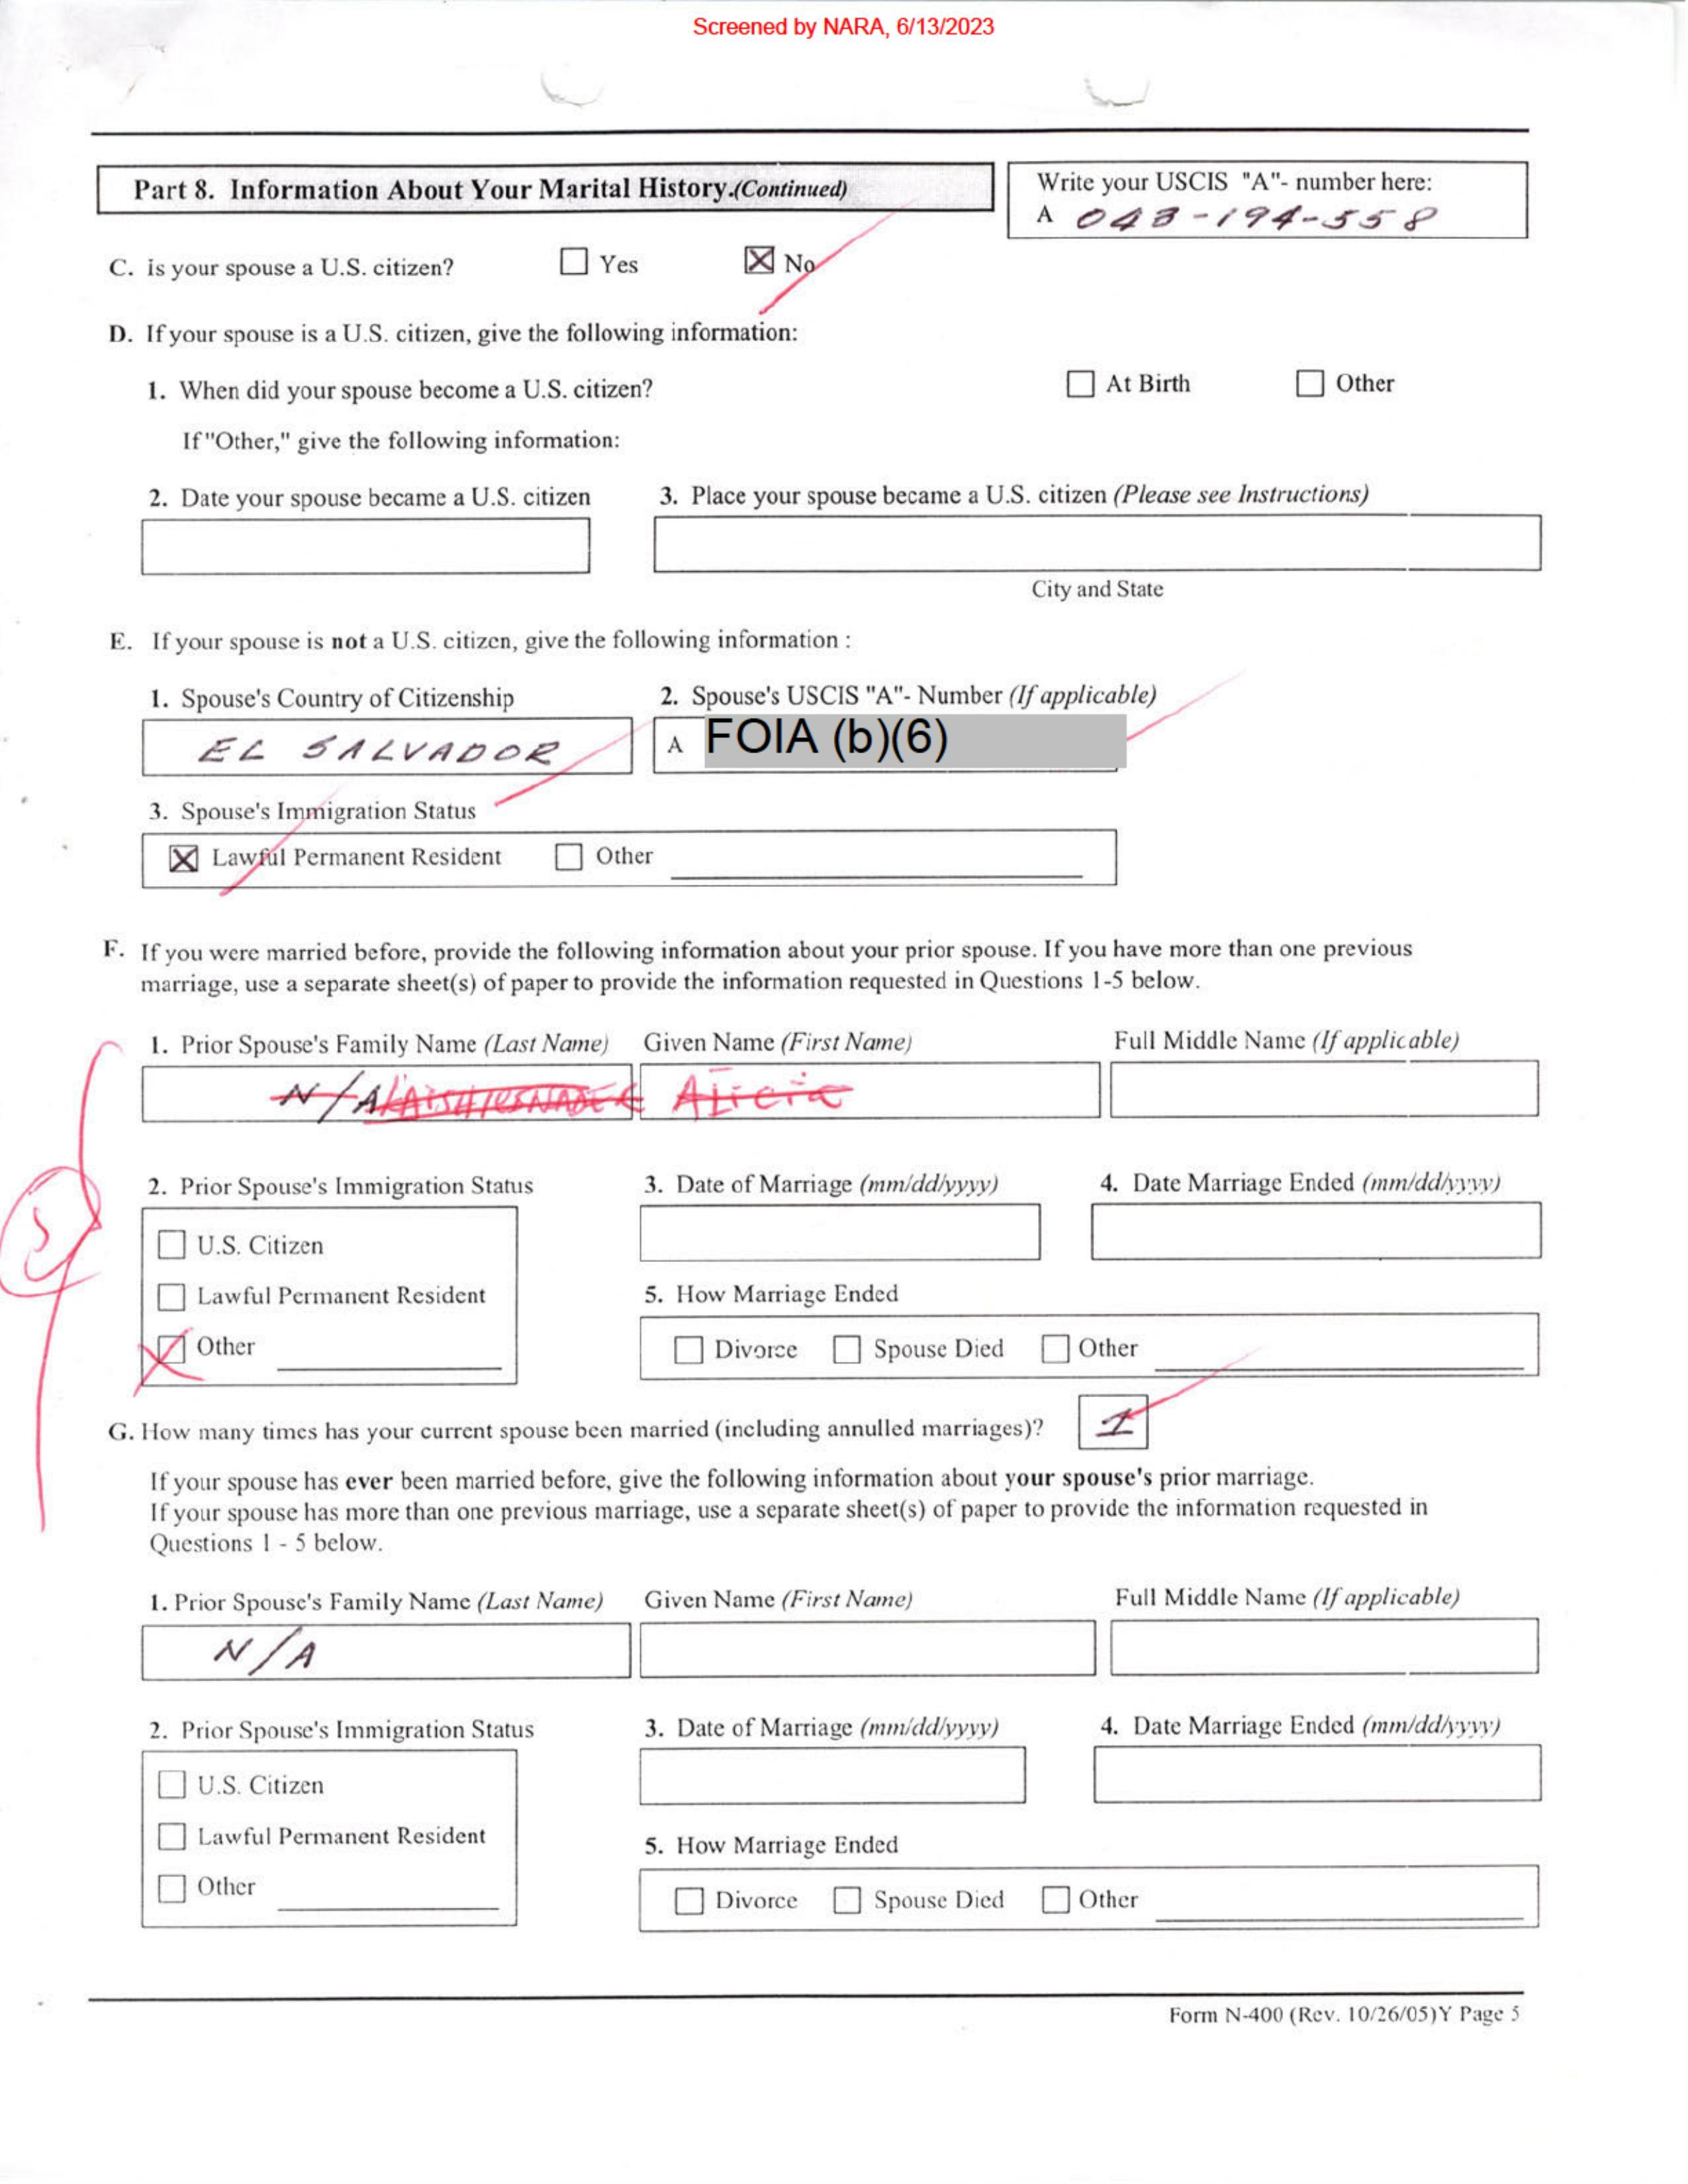 Screened by NARA, 6/13/2023
Part 8. Information About Your Marital History.(Continued)
Write your USCIS "A"- number here:
A 043-194-558
C. is your spouse a U.S. citizen? Yes No
D. If your spouse is a U.S. citizen, give the following information:
1. When did your spouse become a U.S. citizen? At Birth Other
If "Other," give the following information:
2. Date your spouse became a U.S. citizen 3. Place your spouse became a U.S. citizen (Please see Instructions)
City and State
E. If your spouse is not a U.S. citizen, give the following information :
1. Spouse's Country of Citizenship 2. Spouse's USCIS "A"- Number (If applicable)
EL SALVADOR A FOIA (b)(6)
3. Spouse's Immigration Status
Lawful Permanent Resident Other
F. If you were married before, provide the following information about your prior spouse. If you have more than one previous
marriage, use a separate sheet(s) of paper to provide the information requested in Questions 1-5 below.
1. Prior Spouse's Family Name (Last Name) Given Name (First Name) Full Middle Name (If applicable)
N/A Alicia
2. Prior Spouse's Immigration Status 3. Date of Marriage (mm/dd/yyyy) 4. Date Marriage Ended (mm/dd/yyyy)
U.S. Citizen
Lawful Permanent Resident 5. How Marriage Ended
Other Divorce Spouse Died Other
G. How many times has your current spouse been married (including annulled marriages)? 1
If your spouse has ever been married before, give the following information about your spouse's prior marriage.
If your spouse has more than one previous marriage, use a separate sheet(s) of paper to provide the information requested in
Questions 1 - 5 below.
1. Prior Spouse's Family Name (Last Name) Given Name (First Name) Full Middle Name (If applicable)
N/A
2. Prior Spouse's Immigration Status 3. Date of Marriage (mm/dd/yyyy) 4. Date Marriage Ended (mm/dd/yyyy)
U.S. Citizen
Lawful Permanent Resident 5. How Marriage Ended
Other Divorce Spouse Died Other
Form N-400 (Rev. 10/26/05)Y Page 5